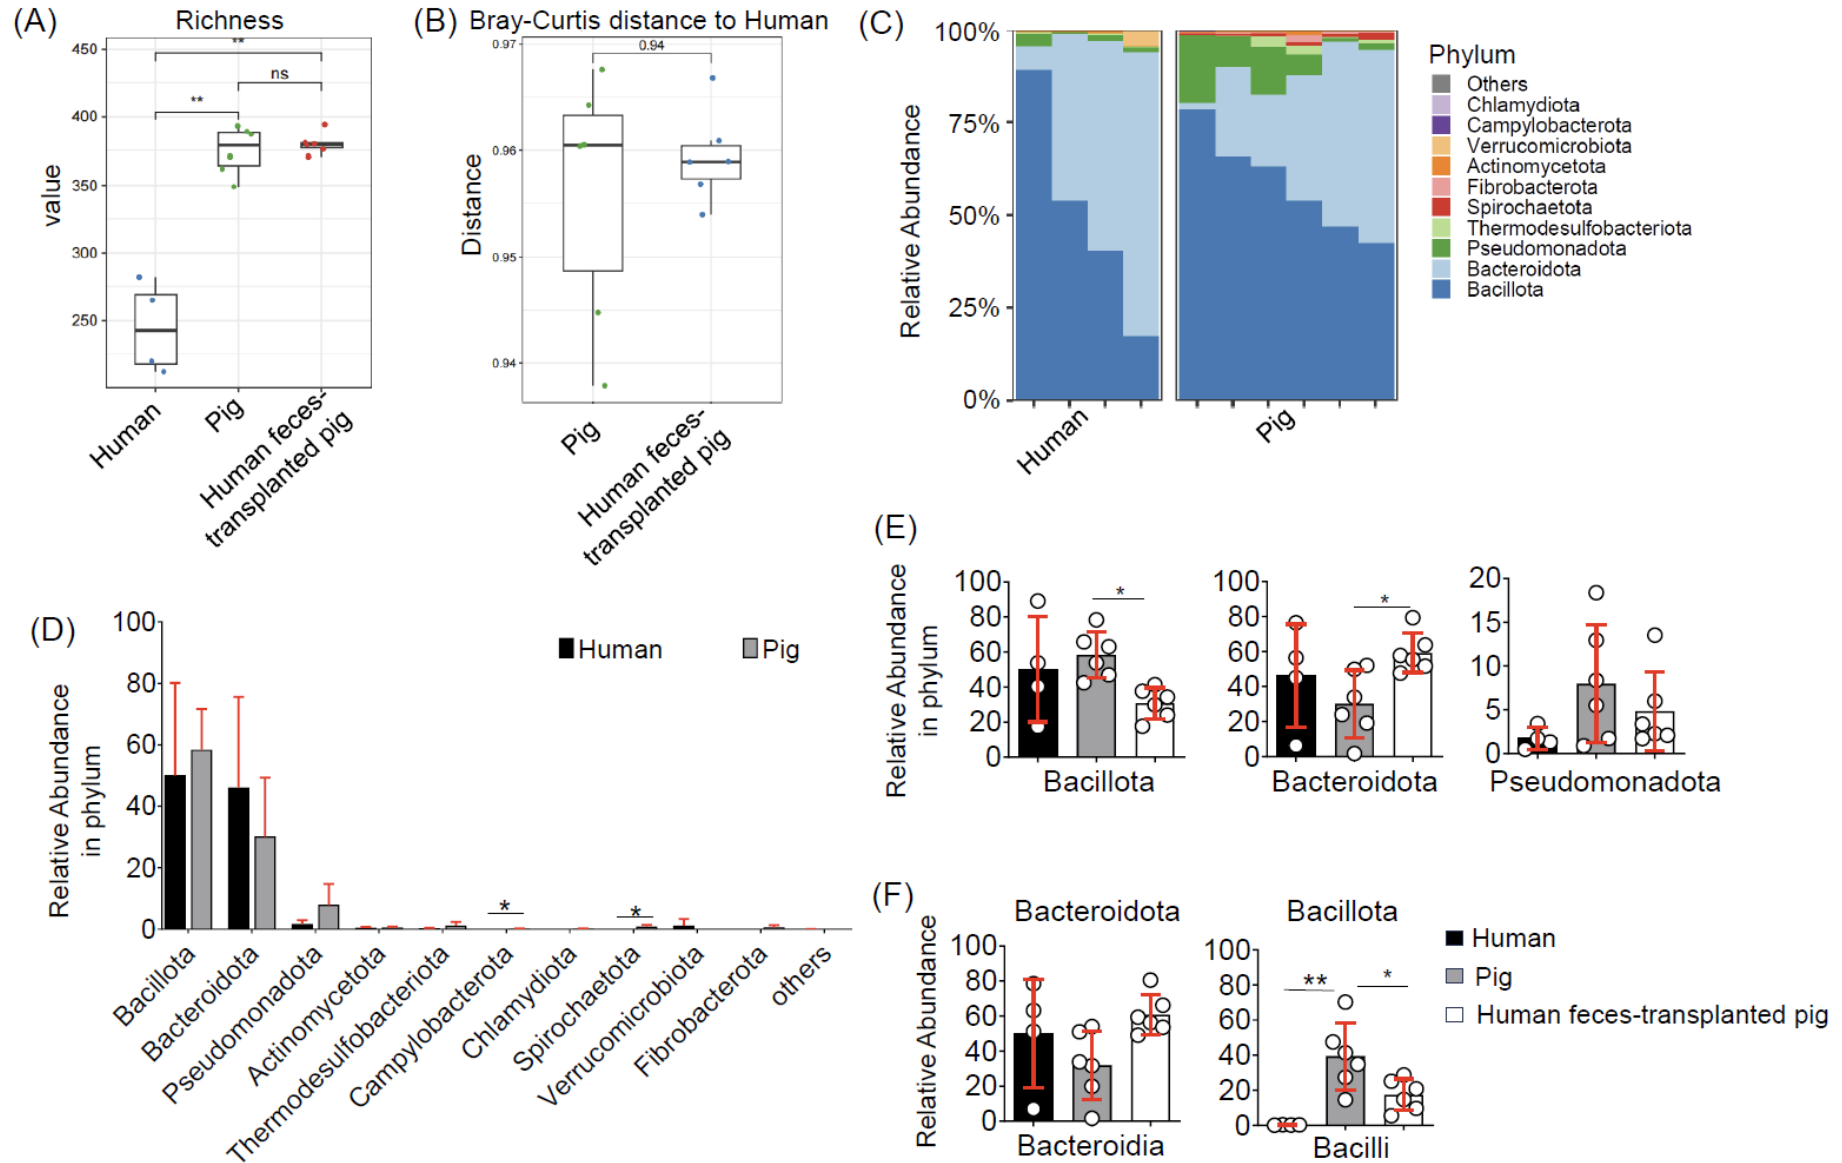 (A)
Richness
**
ns
**
450
400
350
300
250
value
Human
Pig
Human feces-
transplanted pig
(B)
Bray-Curtis distance to Human
0.94
0.97
0.96
0.95
0.94
Distance
Pig
Human feces-
transplanted pig
(C)
100%
75%
50%
25%
0%
Relative Abundance
Human
Pig
Phylum
Others
Chlamydiota
Campylobacterota
Verrucomicrobiota
Actinomycetota
Fibrobacterota
Spirochaetota
Thermodesulfobacteriota
Pseudomonadota
Bacteroidota
Bacillota
(D)
100
80
60
40
20
0
Relative Abundance
in phylum
Human
Pig
*
*
Bacillota
Bacteroidota
Pseudomonadota
Actinomycetota
Thermodesulfobacteriota
Campylobacterota
Chlamydiota
Spirochaetota
Verrucomicrobiota
Fibrobacterota
others
(E)
Relative Abundance
in phylum
100
80
60
40
20
0
*
Bacillota
100
80
60
40
20
0
*
Bacteroidota
20
15
10
5
0
Pseudomonadota
(F)
Bacteroidota
Relative Abundance
100
80
60
40
20
0
Bacteroidia
Bacillota
100
80
60
40
20
0
**
*
Bacilli
Human
Pig
Human feces-transplanted pig